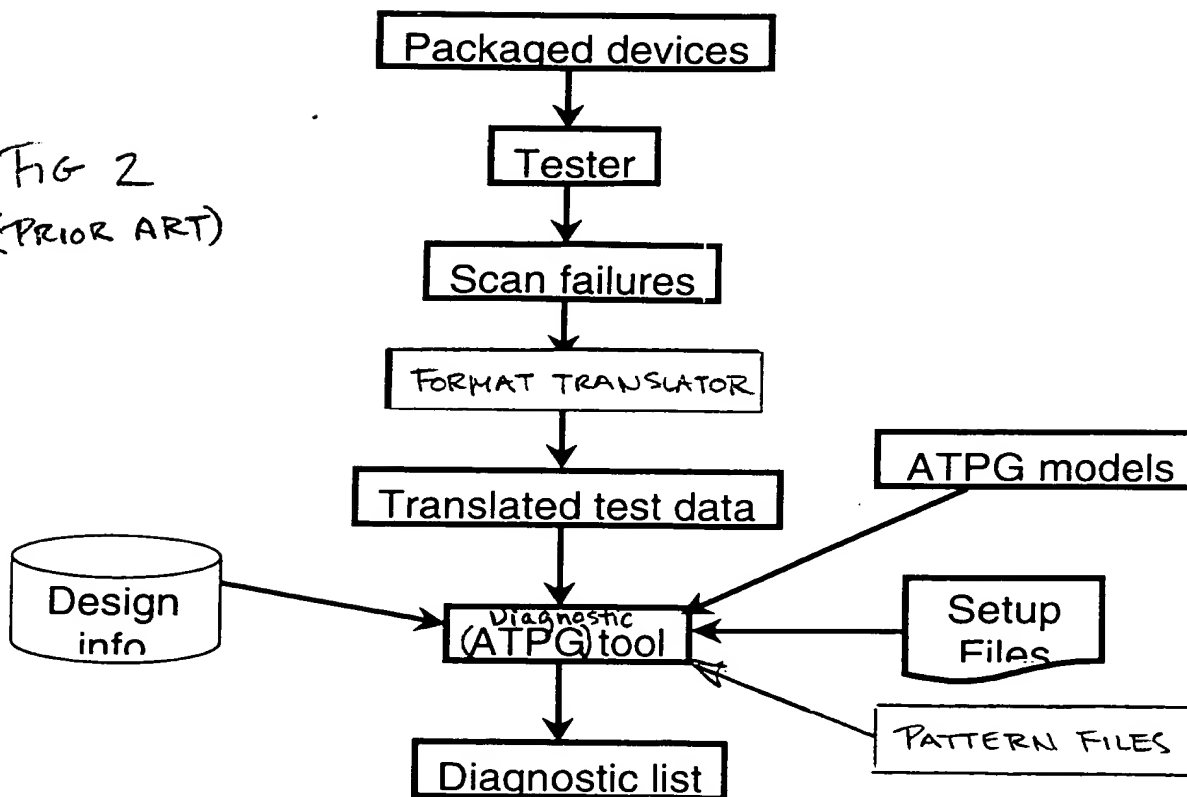 Packaged devices
Tester
FIG 2
(PRIOR ART)
Scan failures
FORMAT TRANSLATOR
ATPG models
Translated test data
Design
info
Diagnostic
(ATPG) tool
Setup
Files
PATTERN FILES
Diagnostic list